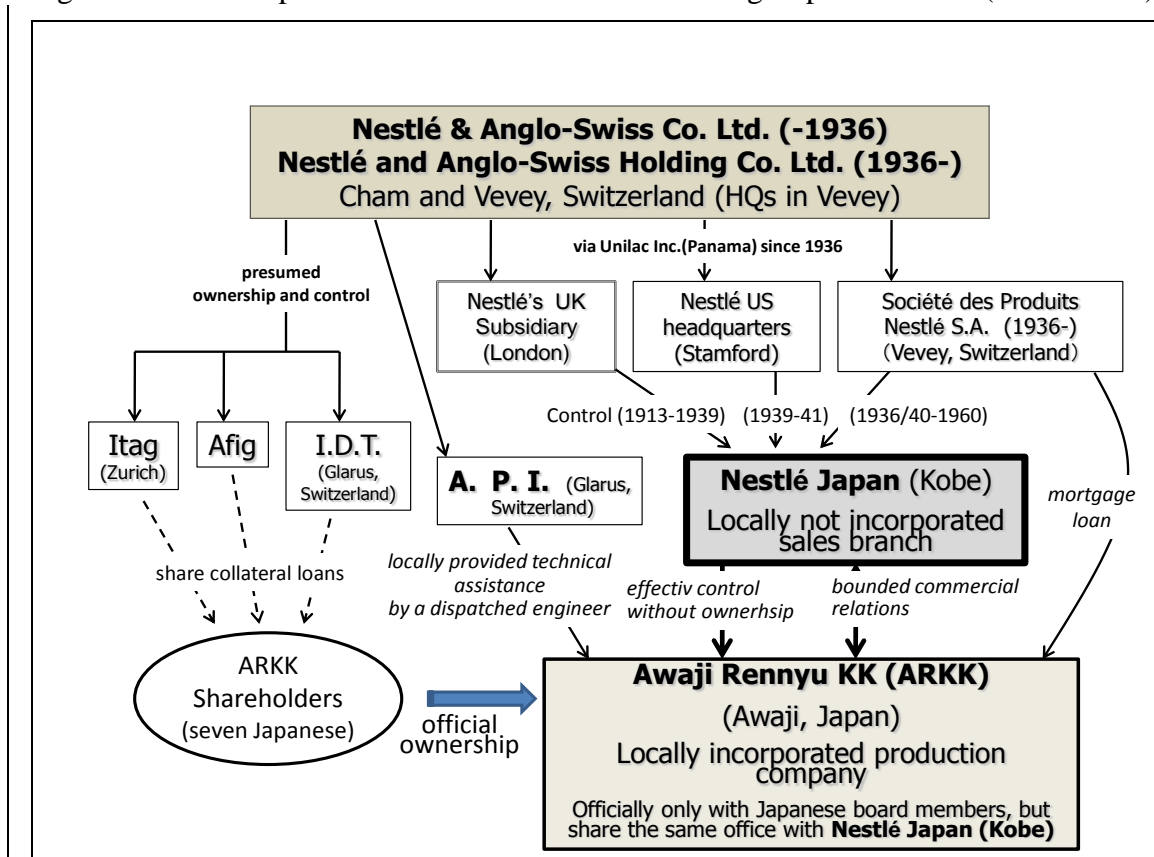 Nestlé & Anglo-Swiss Co. Ltd. (-1936)
Nestlé and Anglo-Swiss Holding Co. Ltd. (1936-)
Cham and Vevey, Switzerland (HQs in Vevey)
via Unilac Inc.(Panama) since 1936
presumed
ownership and control
Nestlé's UK
Subsidiary
(London)
Nestlé US
headquarters
(Stamford)
Société des Produits
Nestlé S.A. (1936-)
(Vevey, Switzerland)
Control (1913-1939) (1939-41) (1936/40-1960)
Itag
(Zurich)
Afig
I.D.T.
(Glarus,
Switzerland)
A. P. I. (Glarus,
Switzerland)
Nestlé Japan (Kobe)
Locally not incorporated
sales branch
mortgage
loan
share collateral loans
locally provided technical
assistance
by a dispatched engineer
effectiv control
without ownerhsip
bounded commercial
relations
ARKK
Shareholders
(seven Japanese)
official
ownership
Awaji Rennyu KK (ARKK)
(Awaji, Japan)
Locally incorporated production
company
Officially only with Japanese board members, but
share the same office with Nestlé Japan (Kobe)